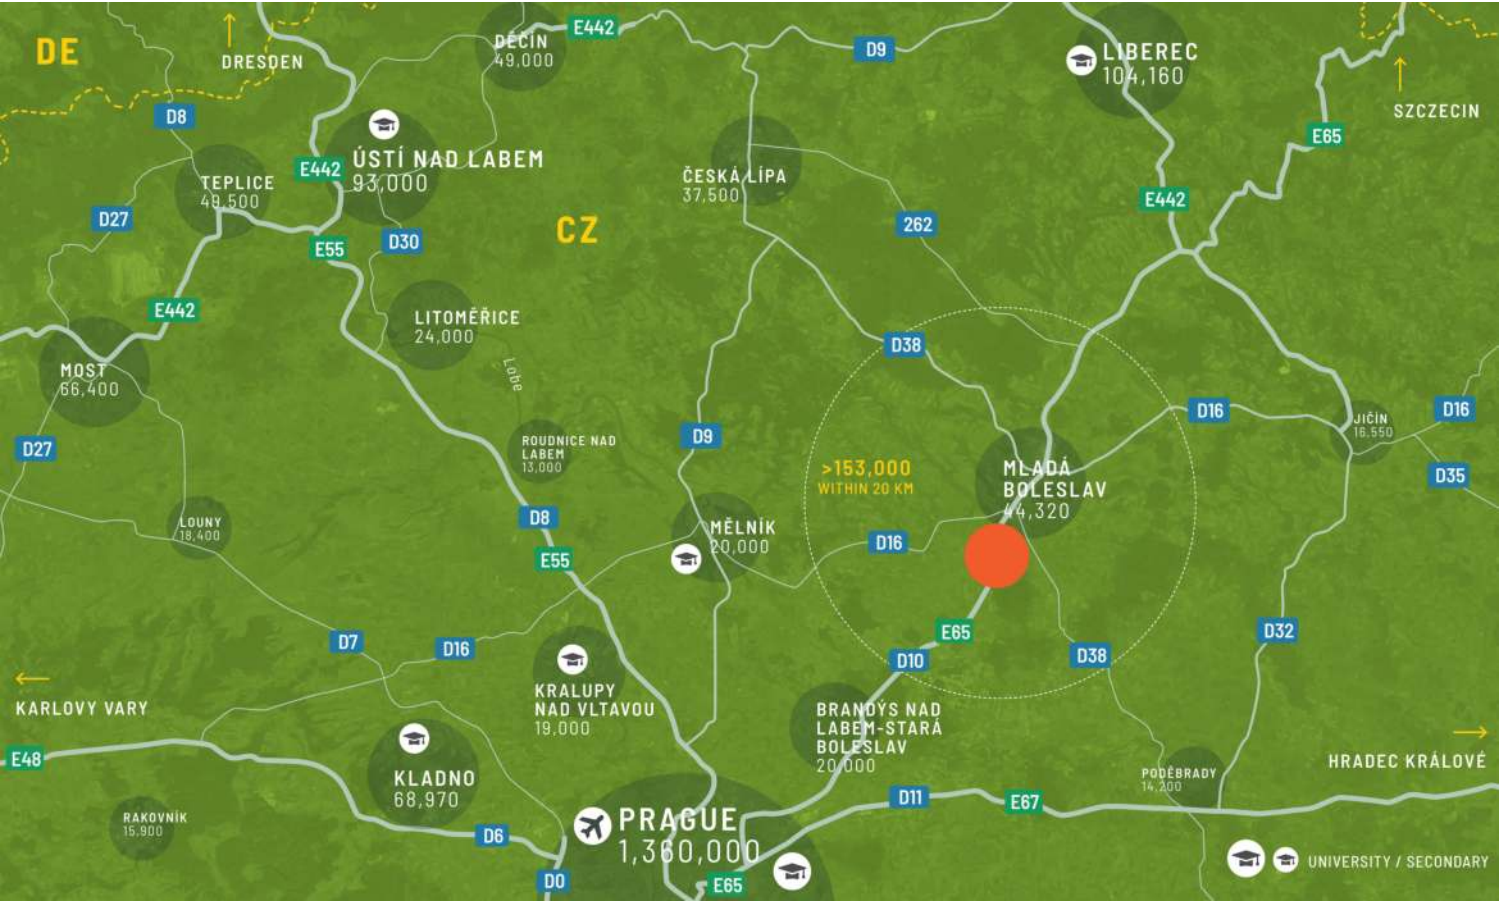 DE
DRESDEN
DĚČÍN
49,000
E442
D9
LIBEREC
104,160
SZCZECIN
D8
E65
E442
ÚSTÍ NAD LABEM
93,000
TEPLICE
49,500
ČESKÁ LÍPA
37,500
E442
D27
E55
D30
CZ
262
E442
LITOMĚŘICE
24,000
D38
MOST
66,400
Labe
D9
D16
D16
JIČÍN
16,550
D27
ROUDNICE NAD
LABEM
13,000
>153,000
WITHIN 20 KM
MLADÁ
BOLESLAV
44,320
D35
LOUNY
18,400
D8
E55
MĚLNÍK
20,000
D16
D7
D16
E65
D10
D38
D32
KARLOVY VARY
KRALUPY
NAD VLTAVOU
19,000
BRANDÝS NAD
LABEM-STARÁ
BOLESLAV
20,000
E48
KLADNO
68,970
PODĚBRADY
14,200
HRADEC KRÁLOVÉ
D11
E67
RAKOVNÍK
15,900
D6
PRAGUE
1,360,000
D0
E65
UNIVERSITY / SECONDARY